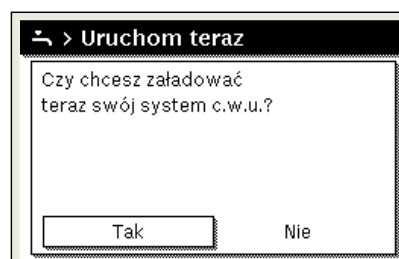 > Uruchom teraz
Czy chcesz załadować
teraz swój system c.w.u.?
Tak
Nie